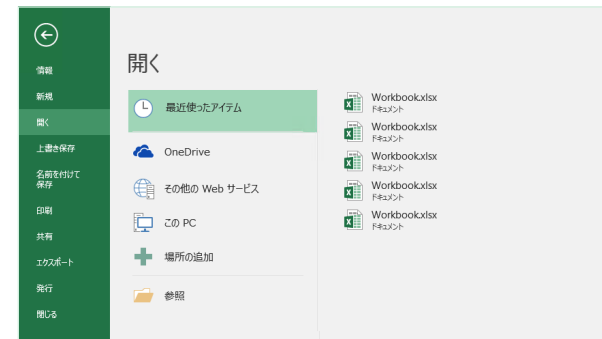 情報
新規
開く
上書き保存
名前を付けて
保存
印刷
共有
エクスポート
発行
閉じる
開く
最近使ったアイテム
OneDrive
その他の Web サービス
この PC
場所の追加
参照
Workbook.xlsx
ドキュメント
Workbook.xlsx
ドキュメント
Workbook.xlsx
ドキュメント
Workbook.xlsx
ドキュメント
Workbook.xlsx
ドキュメント